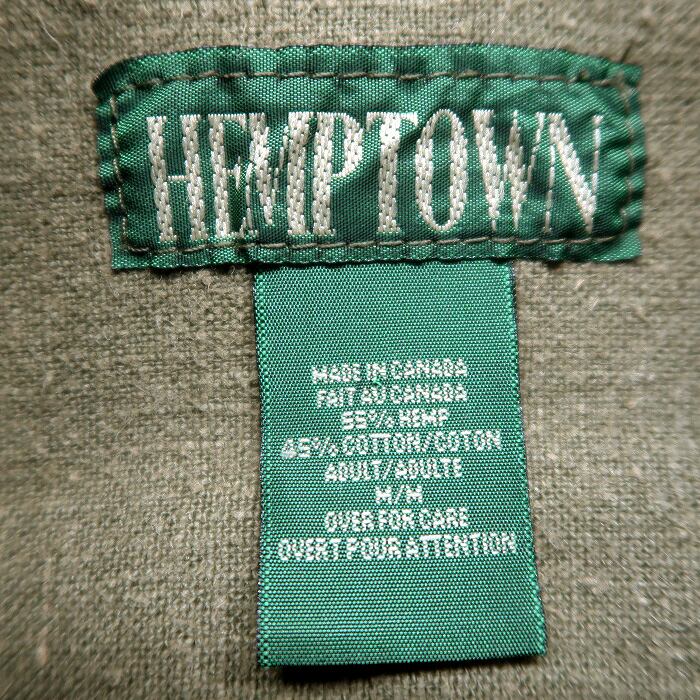 HEMPTOWN
MADE IN CANADA
FAIT AU CANADA
55% HEMP
45% COTTON/COTON
ADULT/ADULTE
M/M
OVER FOR CARE
OVERT POUR ATTENTION